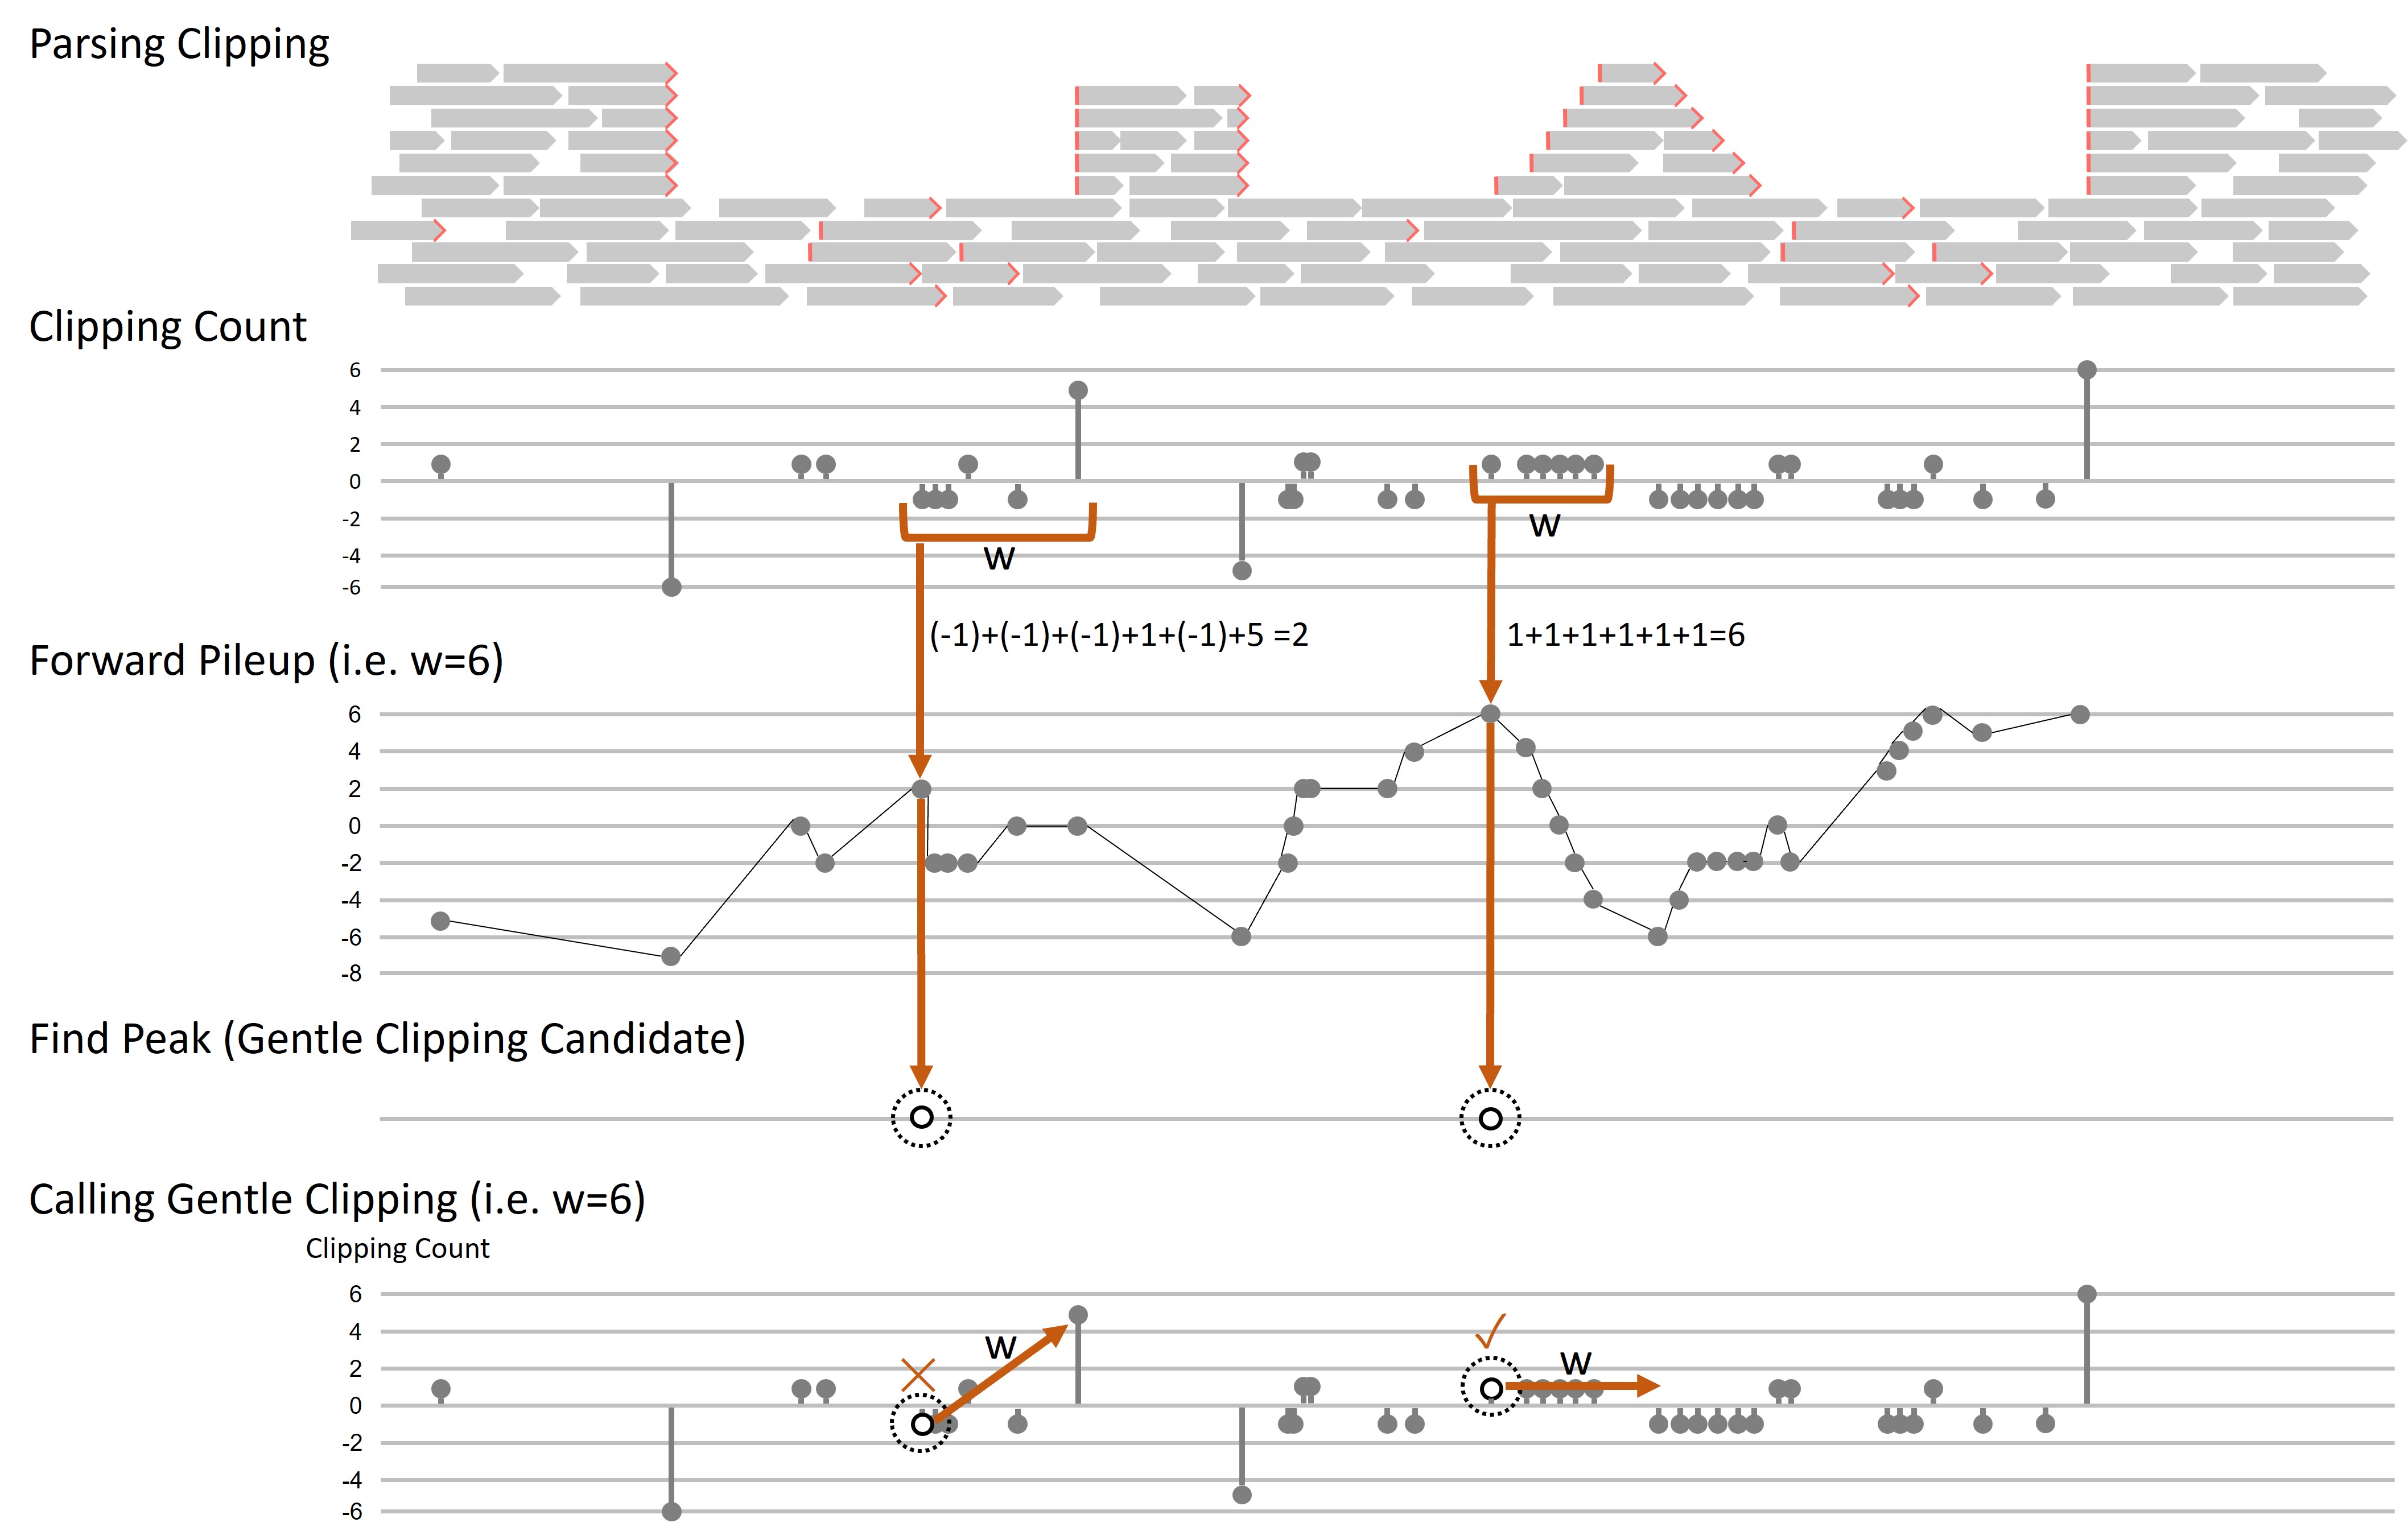 Parsing Clipping
Clipping Count
6
4
2
0
-2
-4
-6
W
W
(-1)+(-1)+(-1)+1+(-1)+5 =2
1+1+1+1+1+1=6
Forward Pileup (i.e. w=6)
6
4
2
0
-2
-4
-6
-8
Find Peak (Gentle Clipping Candidate)
Calling Gentle Clipping (i.e. w=6)
Clipping Count
6
4
2
0
-2
-4
-6
W
W